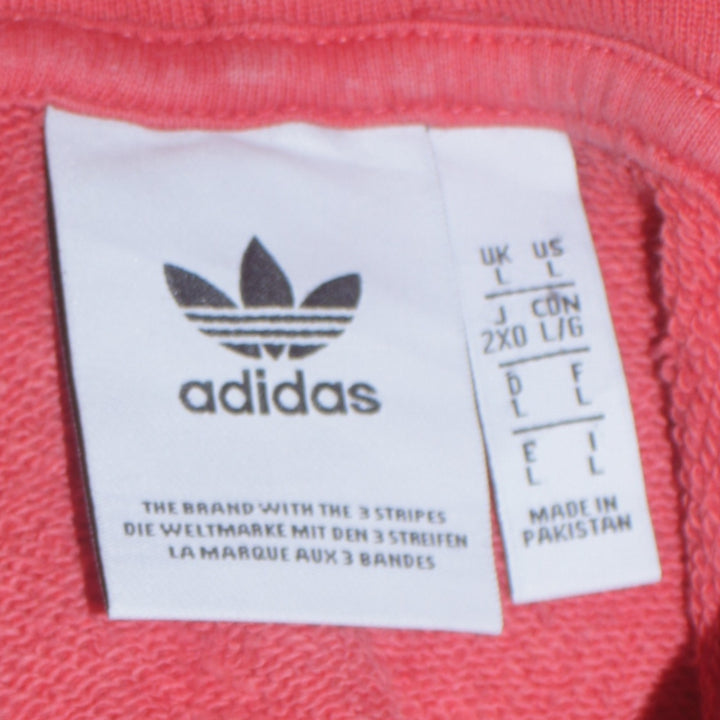 adidas
THE BRAND WITH THE 3 STRIPES
DIE WELTMARKE MIT DEN 3 STREIFEN
LA MARQUE AUX 3 BANDES
UK US
L L
J CDN
2XO L/G
D F
L L
E I
L L
MADE IN
PAKISTAN